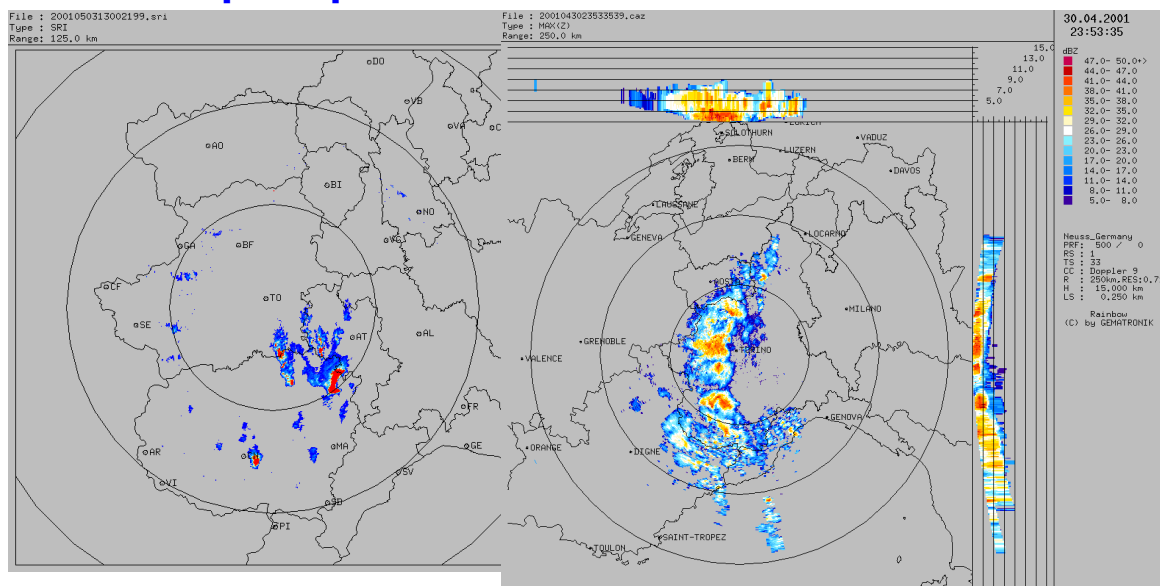 File : 2001050313002199.sri
Type : SRI
Range: 125.0 km
DO
VB
VA
AO
BI
NO
GA
BF
VC
CF
TO
SE
AT
AL
FR
AR
MA
GE
VI
SV
SD
PI
File : 2001043023533539.caz
Type : MAX(Z)
Range: 250.0 km
15.0
13.0
11.0
9.0
7.0
5.0
SOLOTHURN
ZURICH
LUZERN
VADUZ
BERN
DAVOS
LAUSSANE
GENEVA
LOCARNO
MILANO
GRENOBLE
VALENCE
GENOVA
ORANGE
DIGNE
SAINT-TROPEZ
TOULON
30.04.2001
23:53:35
dBZ
47.0- 50.0+>
44.0- 47.0
41.0- 44.0
38.0- 41.0
35.0- 38.0
32.0- 35.0
29.0- 32.0
26.0- 29.0
23.0- 26.0
20.0- 23.0
17.0- 20.0
14.0- 17.0
11.0- 14.0
8.0- 11.0
5.0- 8.0
Neuss_Germany
PRF: 500 / 0
RS : 1
TS : 33
CC : Doppler 9
R : 250km,RES:0.7
H : 15.000 km
LS : 0.250 km
Rainbow
(C) by GEMATRONIK